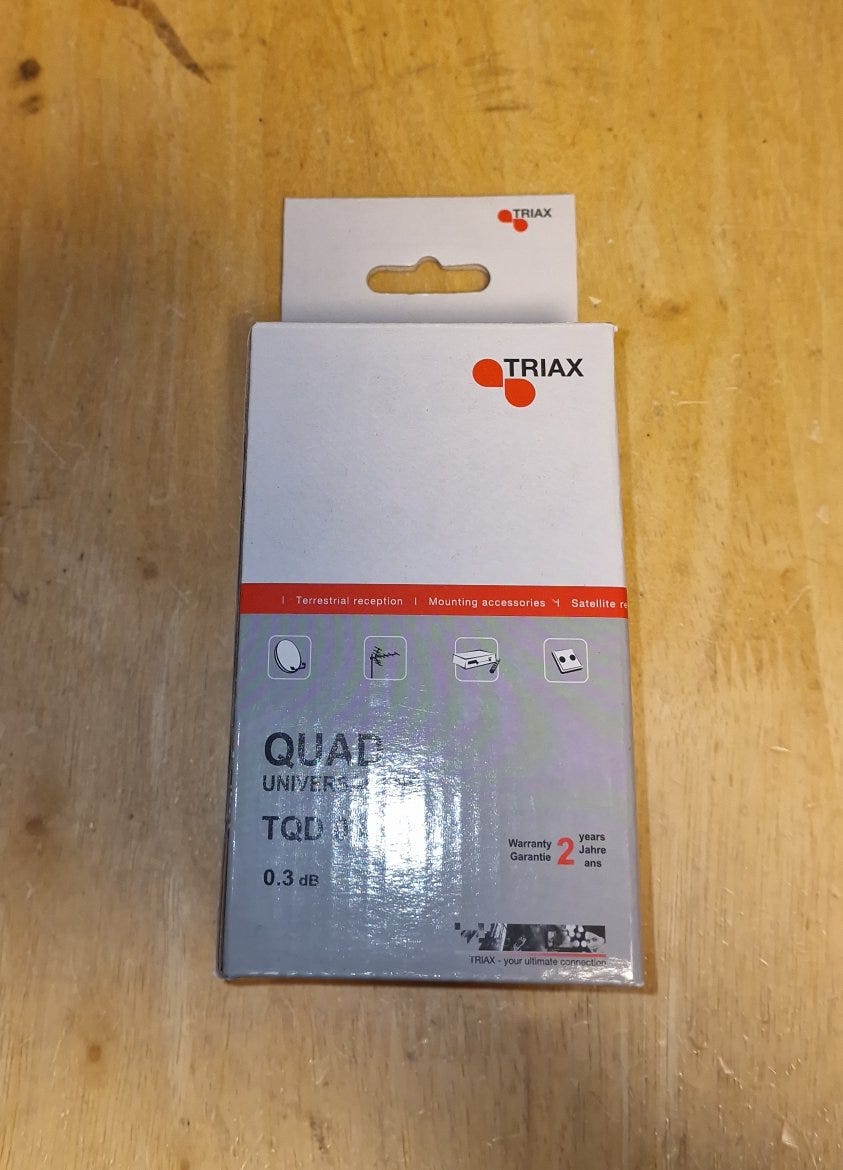 TRIAX
TRIAX
Terrestrial reception | Mounting accessories | Satellite re
QUAD
TQD
0.3 dB
Warranty 2 years
Garantie Jahre
ans
TRIAX - your ultimate connection